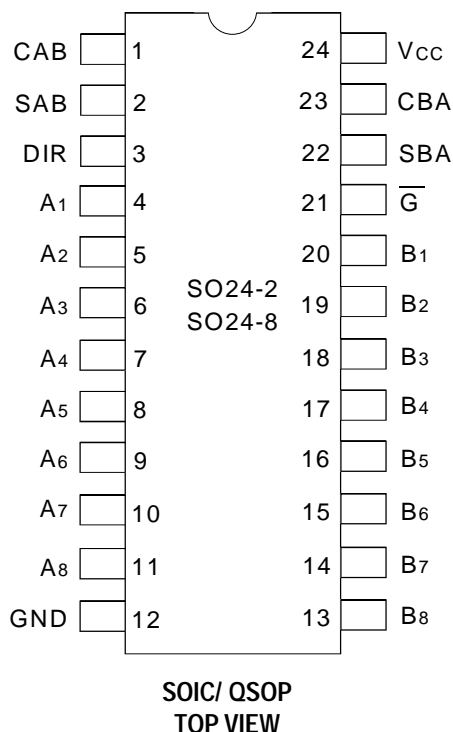 CAB 1 24 Vcc
SAB 2 23 CBA
DIR 3 22 SBA
A1 4 21 G̅
A2 5 20 B1
A3 6 19 B2
SO24-2
SO24-8
A4 7 18 B3
A5 8 17 B4
A6 9 16 B5
A7 10 15 B6
A8 11 14 B7
GND 12 13 B8
SOIC/ QSOP
TOP VIEW